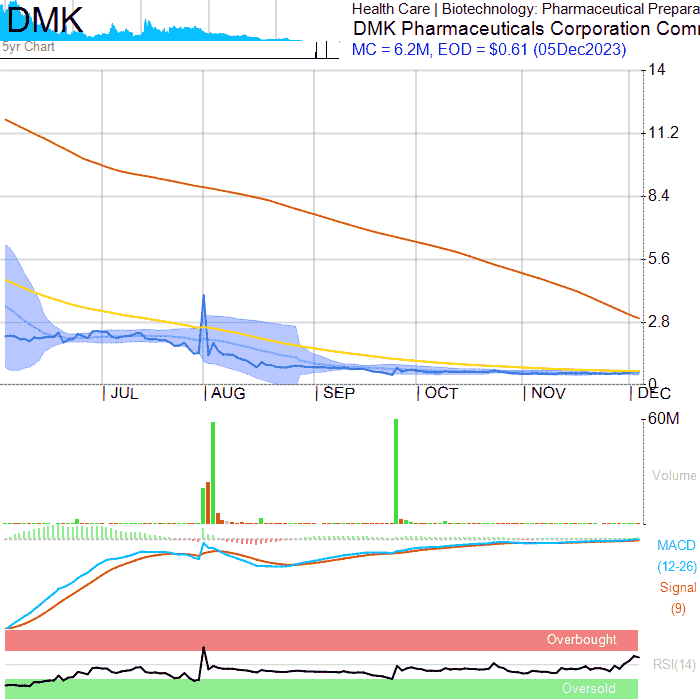 DMK
5yr Chart
Health Care | Biotechnology: Pharmaceutical Prepara
DMK Pharmaceuticals Corporation Com
MC = 6.2M, EOD = $0.61 (05Dec2023)
14
11.2
8.4
5.6
2.8
0
JUL
AUG
SEP
OCT
NOV
DEC
60M
Volume
MACD
(12-26)
Signal
(9)
Overbought
RSI(14)
Oversold